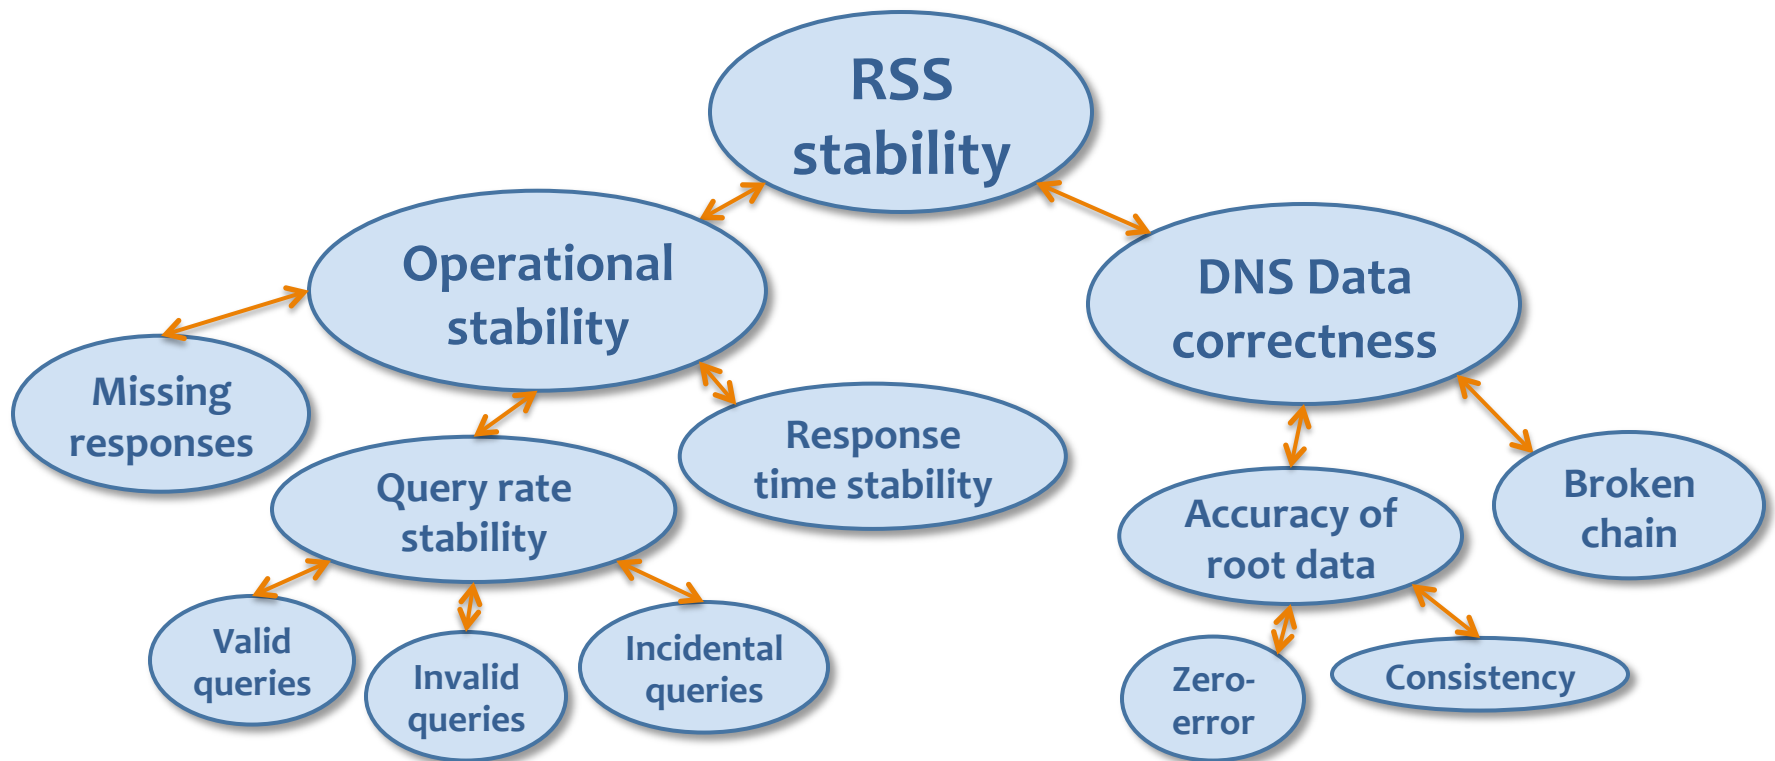 RSS
stability
Operational
stability
DNS Data
correctness
Missing
responses
Query rate
stability
Response
time stability
Accuracy of
root data
Broken
chain
Valid
queries
Invalid
queries
Incidental
queries
Zero-
error
Consistency